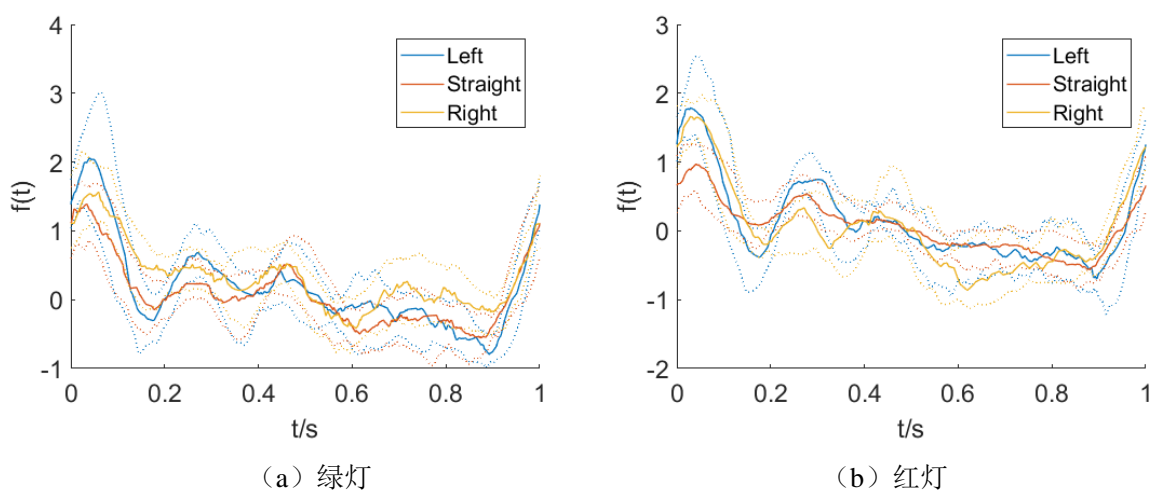 4
3
2
1
0
-1
f(t)
0 0.2 0.4 0.6 0.8 1
t/s
Left
Straight
Right
(a)绿灯
3
2
1
0
-1
-2
f(t)
0 0.2 0.4 0.6 0.8 1
t/s
Left
Straight
Right
(b)红灯